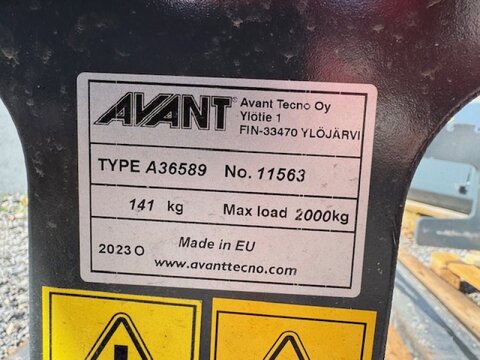 AVANT
Avant Tecno Oy
Ylötie 1
FIN-33470 YLÖJÄRVI
TYPE A36589 No. 11563
141 kg Max load 2000kg
2023 O Made in EU
www.avanttecno.com